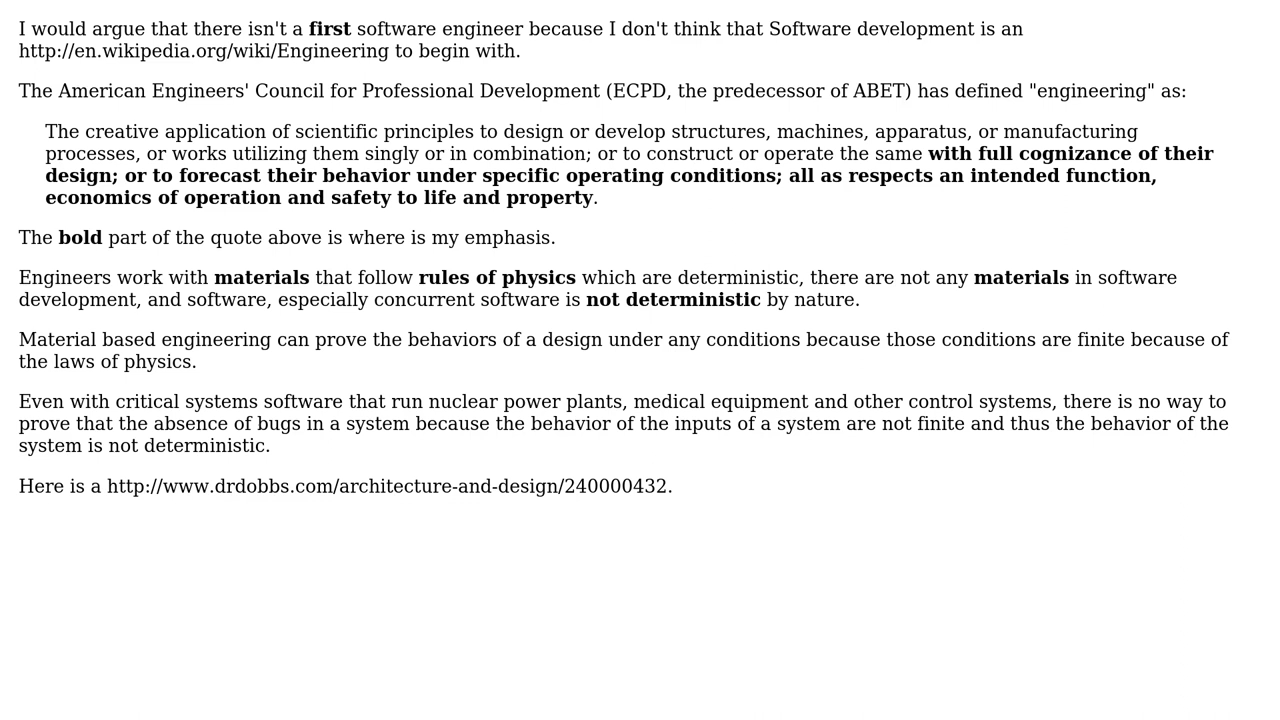 I would argue that there isn't a first software engineer because I don't think that Software development is an
http://en.wikipedia.org/wiki/Engineering to begin with.
The American Engineers' Council for Professional Development (ECPD, the predecessor of ABET) has defined "engineering" as:
The creative application of scientific principles to design or develop structures, machines, apparatus, or manufacturing
processes, or works utilizing them singly or in combination; or to construct or operate the same with full cognizance of their
design; or to forecast their behavior under specific operating conditions; all as respects an intended function,
economics of operation and safety to life and property.
The bold part of the quote above is where is my emphasis.
Engineers work with materials that follow rules of physics which are deterministic, there are not any materials in software
development, and software, especially concurrent software is not deterministic by nature.
Material based engineering can prove the behaviors of a design under any conditions because those conditions are finite because of
the laws of physics.
Even with critical systems software that run nuclear power plants, medical equipment and other control systems, there is no way to
prove that the absence of bugs in a system because the behavior of the inputs of a system are not finite and thus the behavior of the
system is not deterministic.
Here is a http://www.drdobbs.com/architecture-and-design/240000432.